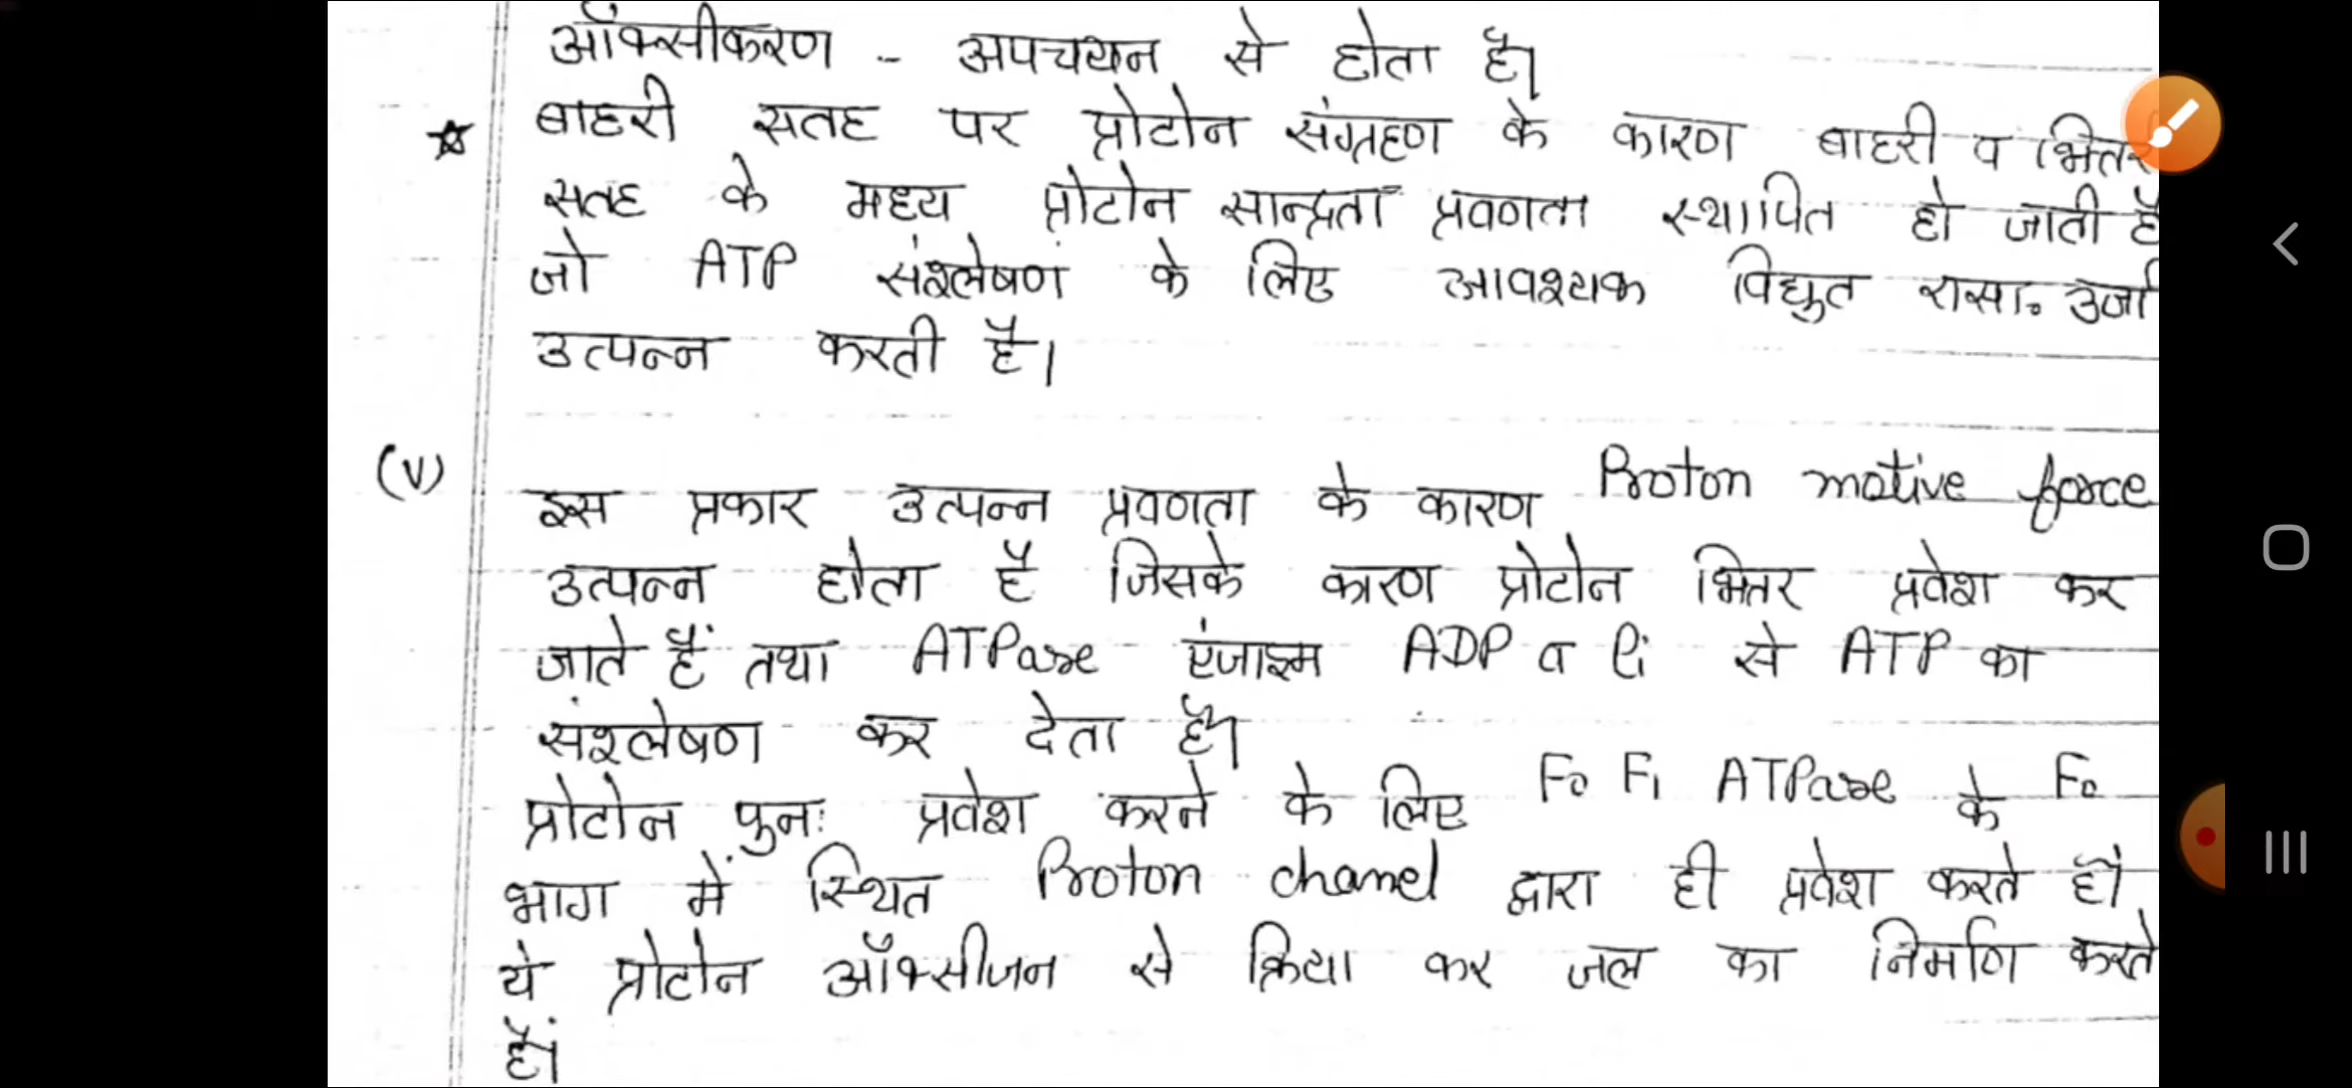 ऑक्सीकरण - अपचयन से होता है।
☆ बाहरी सतह पर प्रोटोन संग्रहण के कारण बाहरी व भितर
सतह के मध्य प्रोटोन सान्द्रता प्रवणता स्थापित हो जाती है
जो ATP संश्लेषण के लिए आवश्यक विद्युत रासा. उर्जा
उत्पन्न करती है।
(V) इस प्रकार उत्पन्न प्रवणता के कारण Proton motive force
उत्पन्न होता है जिसके कारण प्रोटोन भितर प्रवेश कर
जाते हैं तथा ATPase एंजाइम ADP व Pi से ATP का
संश्लेषण कर देता है।
प्रोटोन पुनः प्रवेश करने के लिए F₀ F₁ ATPase के F₀
भाग में स्थित Proton channel द्वारा ही प्रवेश करते हैं।
ये प्रोटोन ऑक्सीजन से क्रिया कर जल का निर्माण करते
हैं।